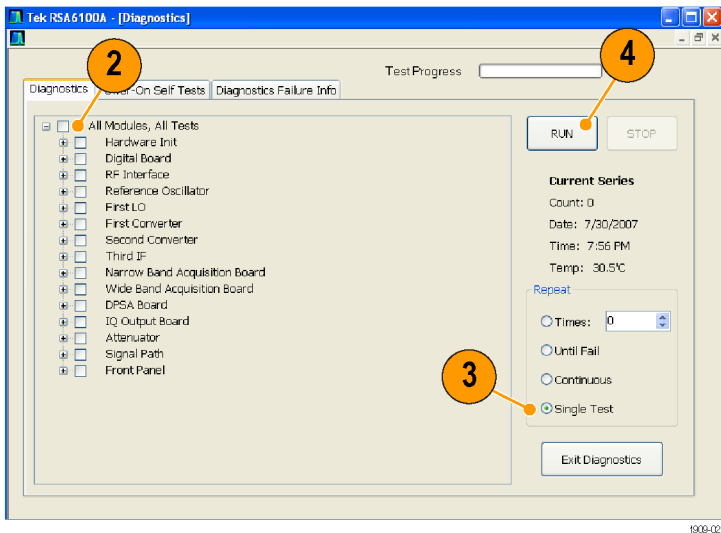 Tek RSA6100A - [Diagnostics]
2
4
Test Progress
Diagnostics
-On Self Tests
Diagnostics Failure Info
All Modules, All Tests
Hardware Init
Digital Board
RF Interface
Reference Oscillator
First LO
First Converter
Second Converter
Third IF
Narrow Band Acquisition Board
Wide Band Acquisition Board
DPSA Board
IQ Output Board
Attenuator
Signal Path
Front Panel
RUN
STOP
Current Series
Count: 0
Date: 7/30/2007
Time: 7:56 PM
Temp: 30.5°C
Repeat
Times: 0
Until Fail
Continuous
3
Single Test
Exit Diagnostics
1909-02